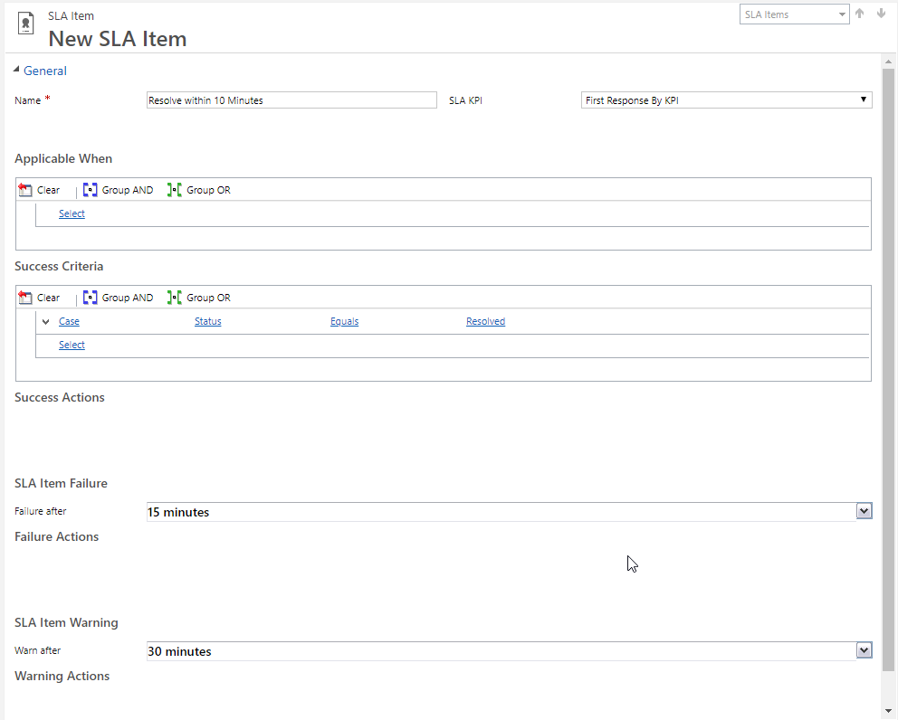 SLA Item
New SLA Item
SLA Items
General
Name * Resolve within 10 Minutes SLA KPI First Response By KPI
Applicable When
Clear Group AND Group OR
Select
Success Criteria
Clear Group AND Group OR
Case Status Equals Resolved
Select
Success Actions
SLA Item Failure
Failure after 15 minutes
Failure Actions
SLA Item Warning
Warn after 30 minutes
Warning Actions